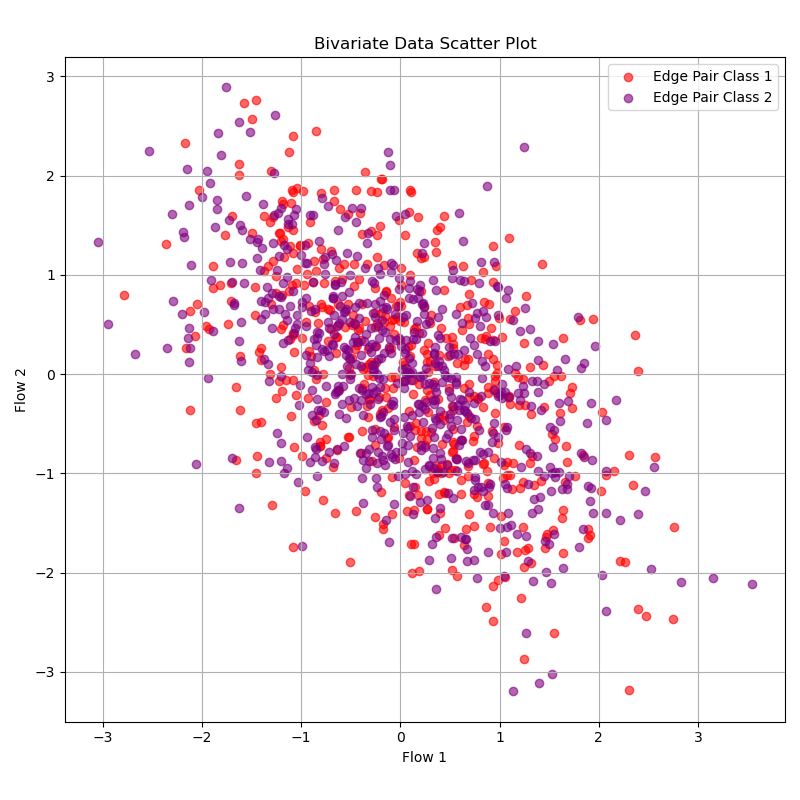 Bivariate Data Scatter Plot
Edge Pair Class 1
Edge Pair Class 2
3
2
1
0
−1
−2
−3
Flow 2
−3
−2
−1
0
1
2
3
Flow 1